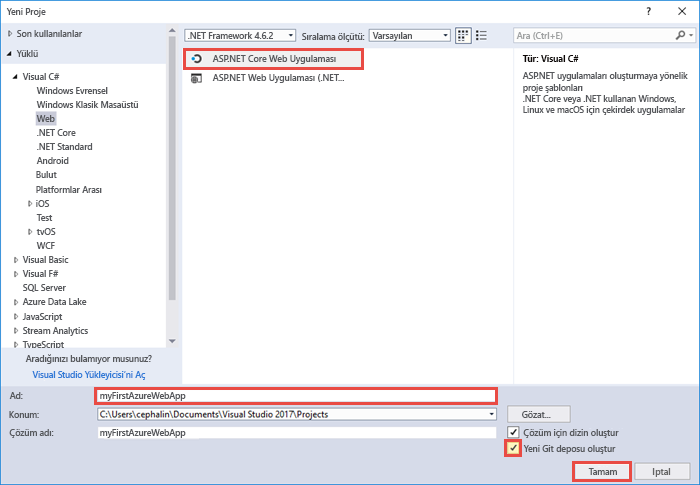 Yeni Proje
Son kullanılanlar
Yüklü
.NET Framework 4.6.2
Sıralama ölçütü:
Varsayılan
Ara (Ctrl+E)
Visual C#
Windows Evrensel
Windows Klasik Masaüstü
Web
.NET Core
.NET Standard
Android
Bulut
Platformlar Arası
iOS
Test
tvOS
WCF
Visual Basic
Visual F#
SQL Server
Azure Data Lake
JavaScript
Stream Analytics
TypeScript
Aradığınızı bulamıyor musunuz?
Visual Studio Yükleyicisi'ni Aç
ASP.NET Core Web Uygulaması
ASP.NET Web Uygulaması (.NET...
Tür: Visual C#
ASP.NET uygulamaları oluşturmaya yönelik
proje şablonları
.NET Core veya .NET kullanan Windows,
Linux ve macOS için çekirdek uygulamalar
Ad:
myFirstAzureWebApp
Konum:
C:\Users\cephalin\Documents\Visual Studio 2017\Projects
Gözat...
Çözüm adı:
myFirstAzureWebApp
Çözüm için dizin oluştur
Yeni Git deposu oluştur
Tamam
Iptal